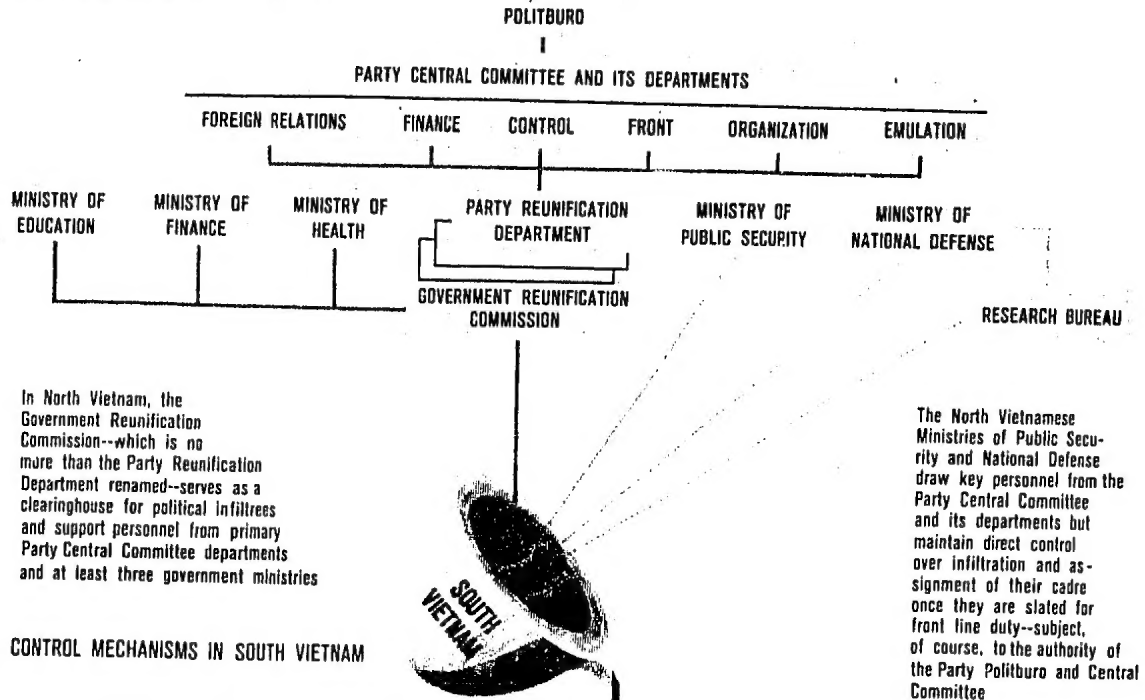 POLITBURO
PARTY CENTRAL COMMITTEE AND ITS DEPARTMENTS
FOREIGN RELATIONS FINANCE CONTROL FRONT ORGANIZATION EMULATION
MINISTRY OF
EDUCATION
MINISTRY OF
FINANCE
MINISTRY OF
HEALTH
PARTY REUNIFICATION
DEPARTMENT
MINISTRY OF
PUBLIC SECURITY
MINISTRY OF
NATIONAL DEFENSE
GOVERNMENT REUNIFICATION
COMMISSION
RESEARCH BUREAU
In North Vietnam, the
Government Reunification
Commission--which is no
more than the Party Reunification
Department renamed--serves as a
clearinghouse for political infiltrees
and support personnel from primary
Party Central Committee departments
and at least three government ministries
The North Vietnamese
Ministries of Public Secu-
rity and National Defense
draw key personnel from the
Party Central Committee
and its departments but
maintain direct control
over infiltration and as-
signment of their cadre
once they are slated for
front line duty--subject,
of course, to the authority of
the Party Politburo and Central
Committee
SOUTH
VIETNAM
CONTROL MECHANISMS IN SOUTH VIETNAM